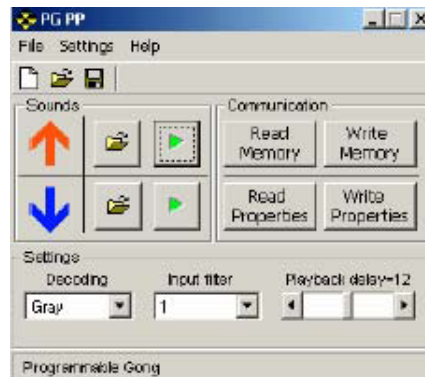 PG PP
File Settings Help
Sounds
Communication
Read Memory
Write Memory
Read Properties
Write Properties
Settings
Decoding
Input filter
Playback delay=12
Gray
1
Programmable Gong